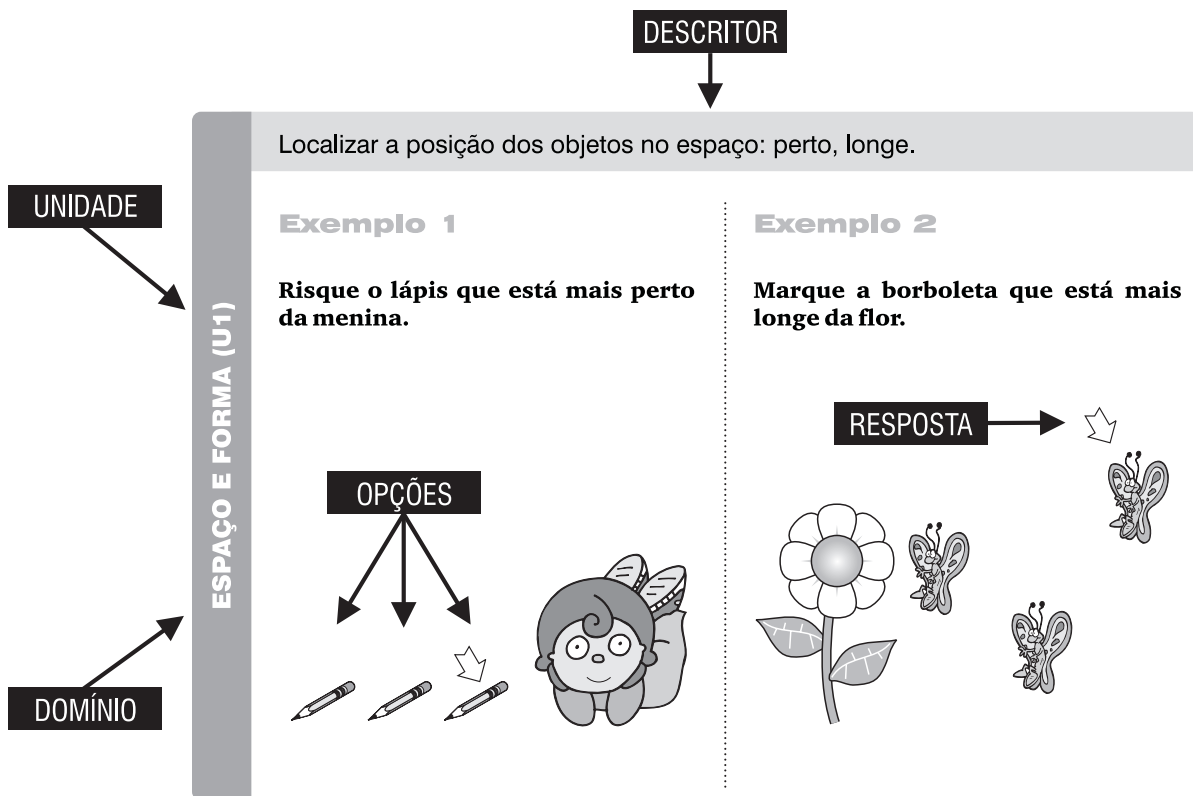 DESCRITOR
Localizar a posição dos objetos no espaço: perto, longe.
UNIDADE
ESPAÇO E FORMA (U1)
DOMÍNIO
Exemplo 1
Risque o lápis que está mais perto
da menina.
OPÇÕES
Exemplo 2
Marque a borboleta que está mais
longe da flor.
RESPOSTA